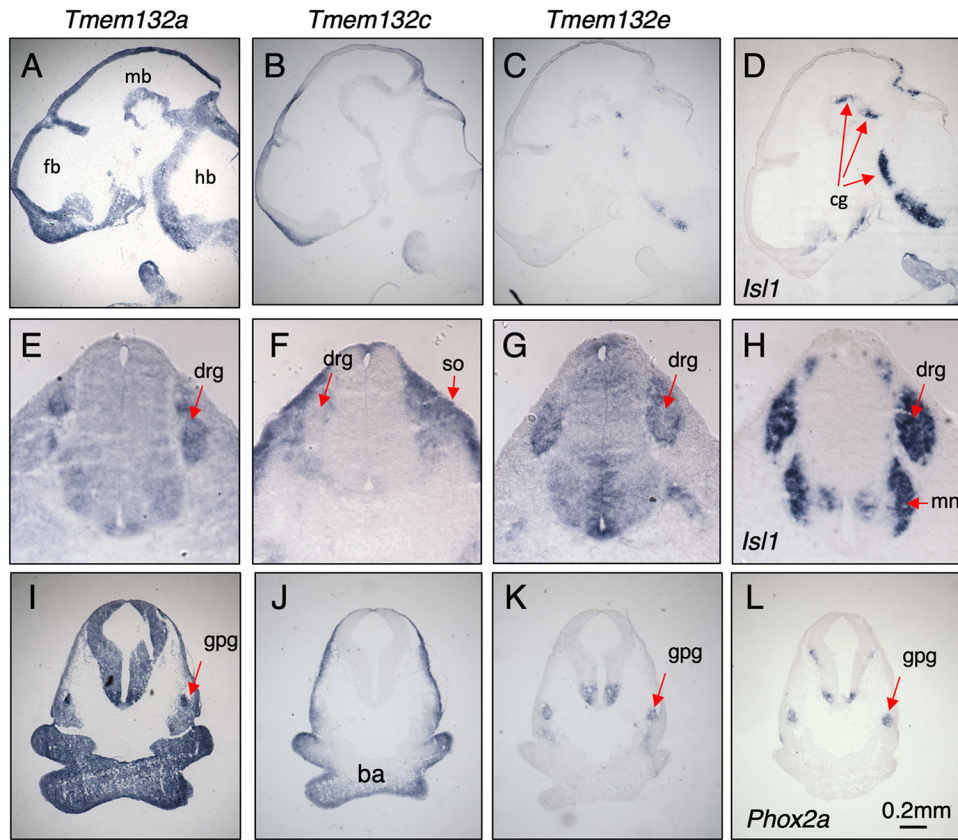 Tmem132a Tmem132c Tmem132e
A B C D
mb
fb
hb
cg
Isl1
E F G H
drg drg so drg drg
mn
Isl1
I J K L
gpg gpg gpg
ba
Phox2a 0.2mm